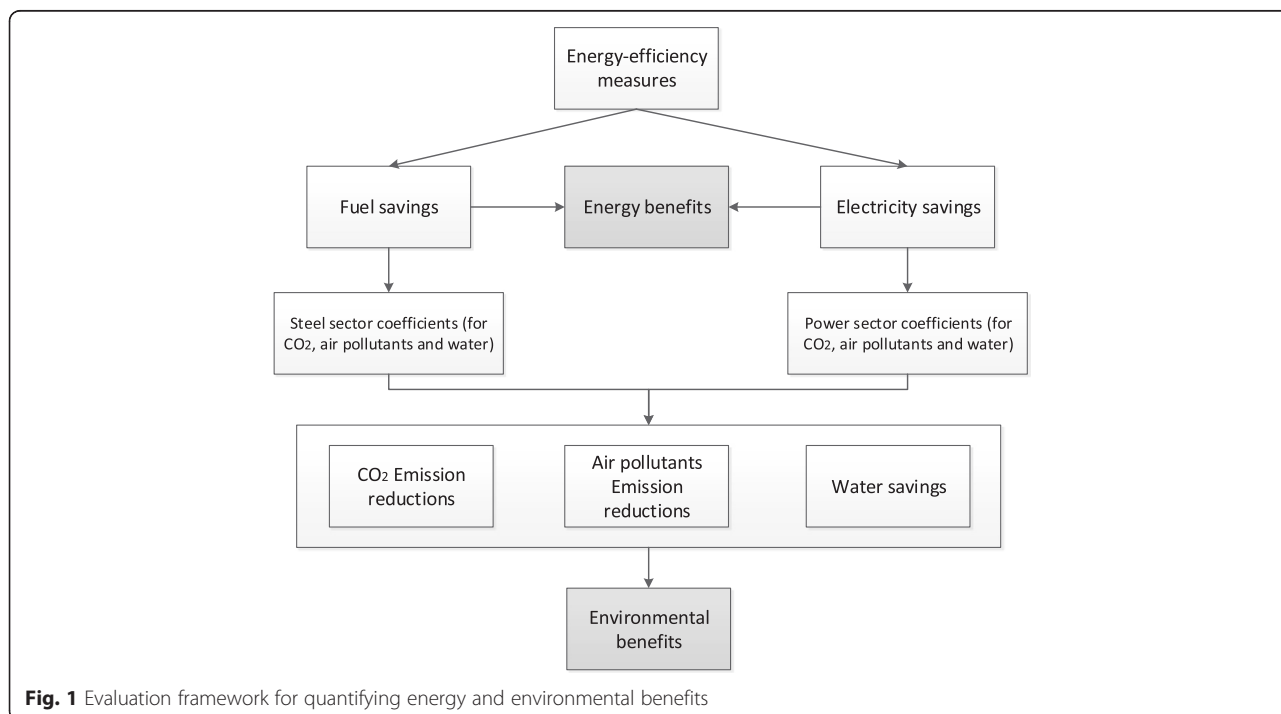 Energy-efficiency
measures
Fuel savings
Energy benefits
Electricity savings
Steel sector coefficients (for
CO2, air pollutants and water)
Power sector coefficients (for
CO2, air pollutants and water)
CO2 Emission
reductions
Air pollutants
Emission
reductions
Water savings
Environmental
benefits
Fig. 1 Evaluation framework for quantifying energy and environmental benefits